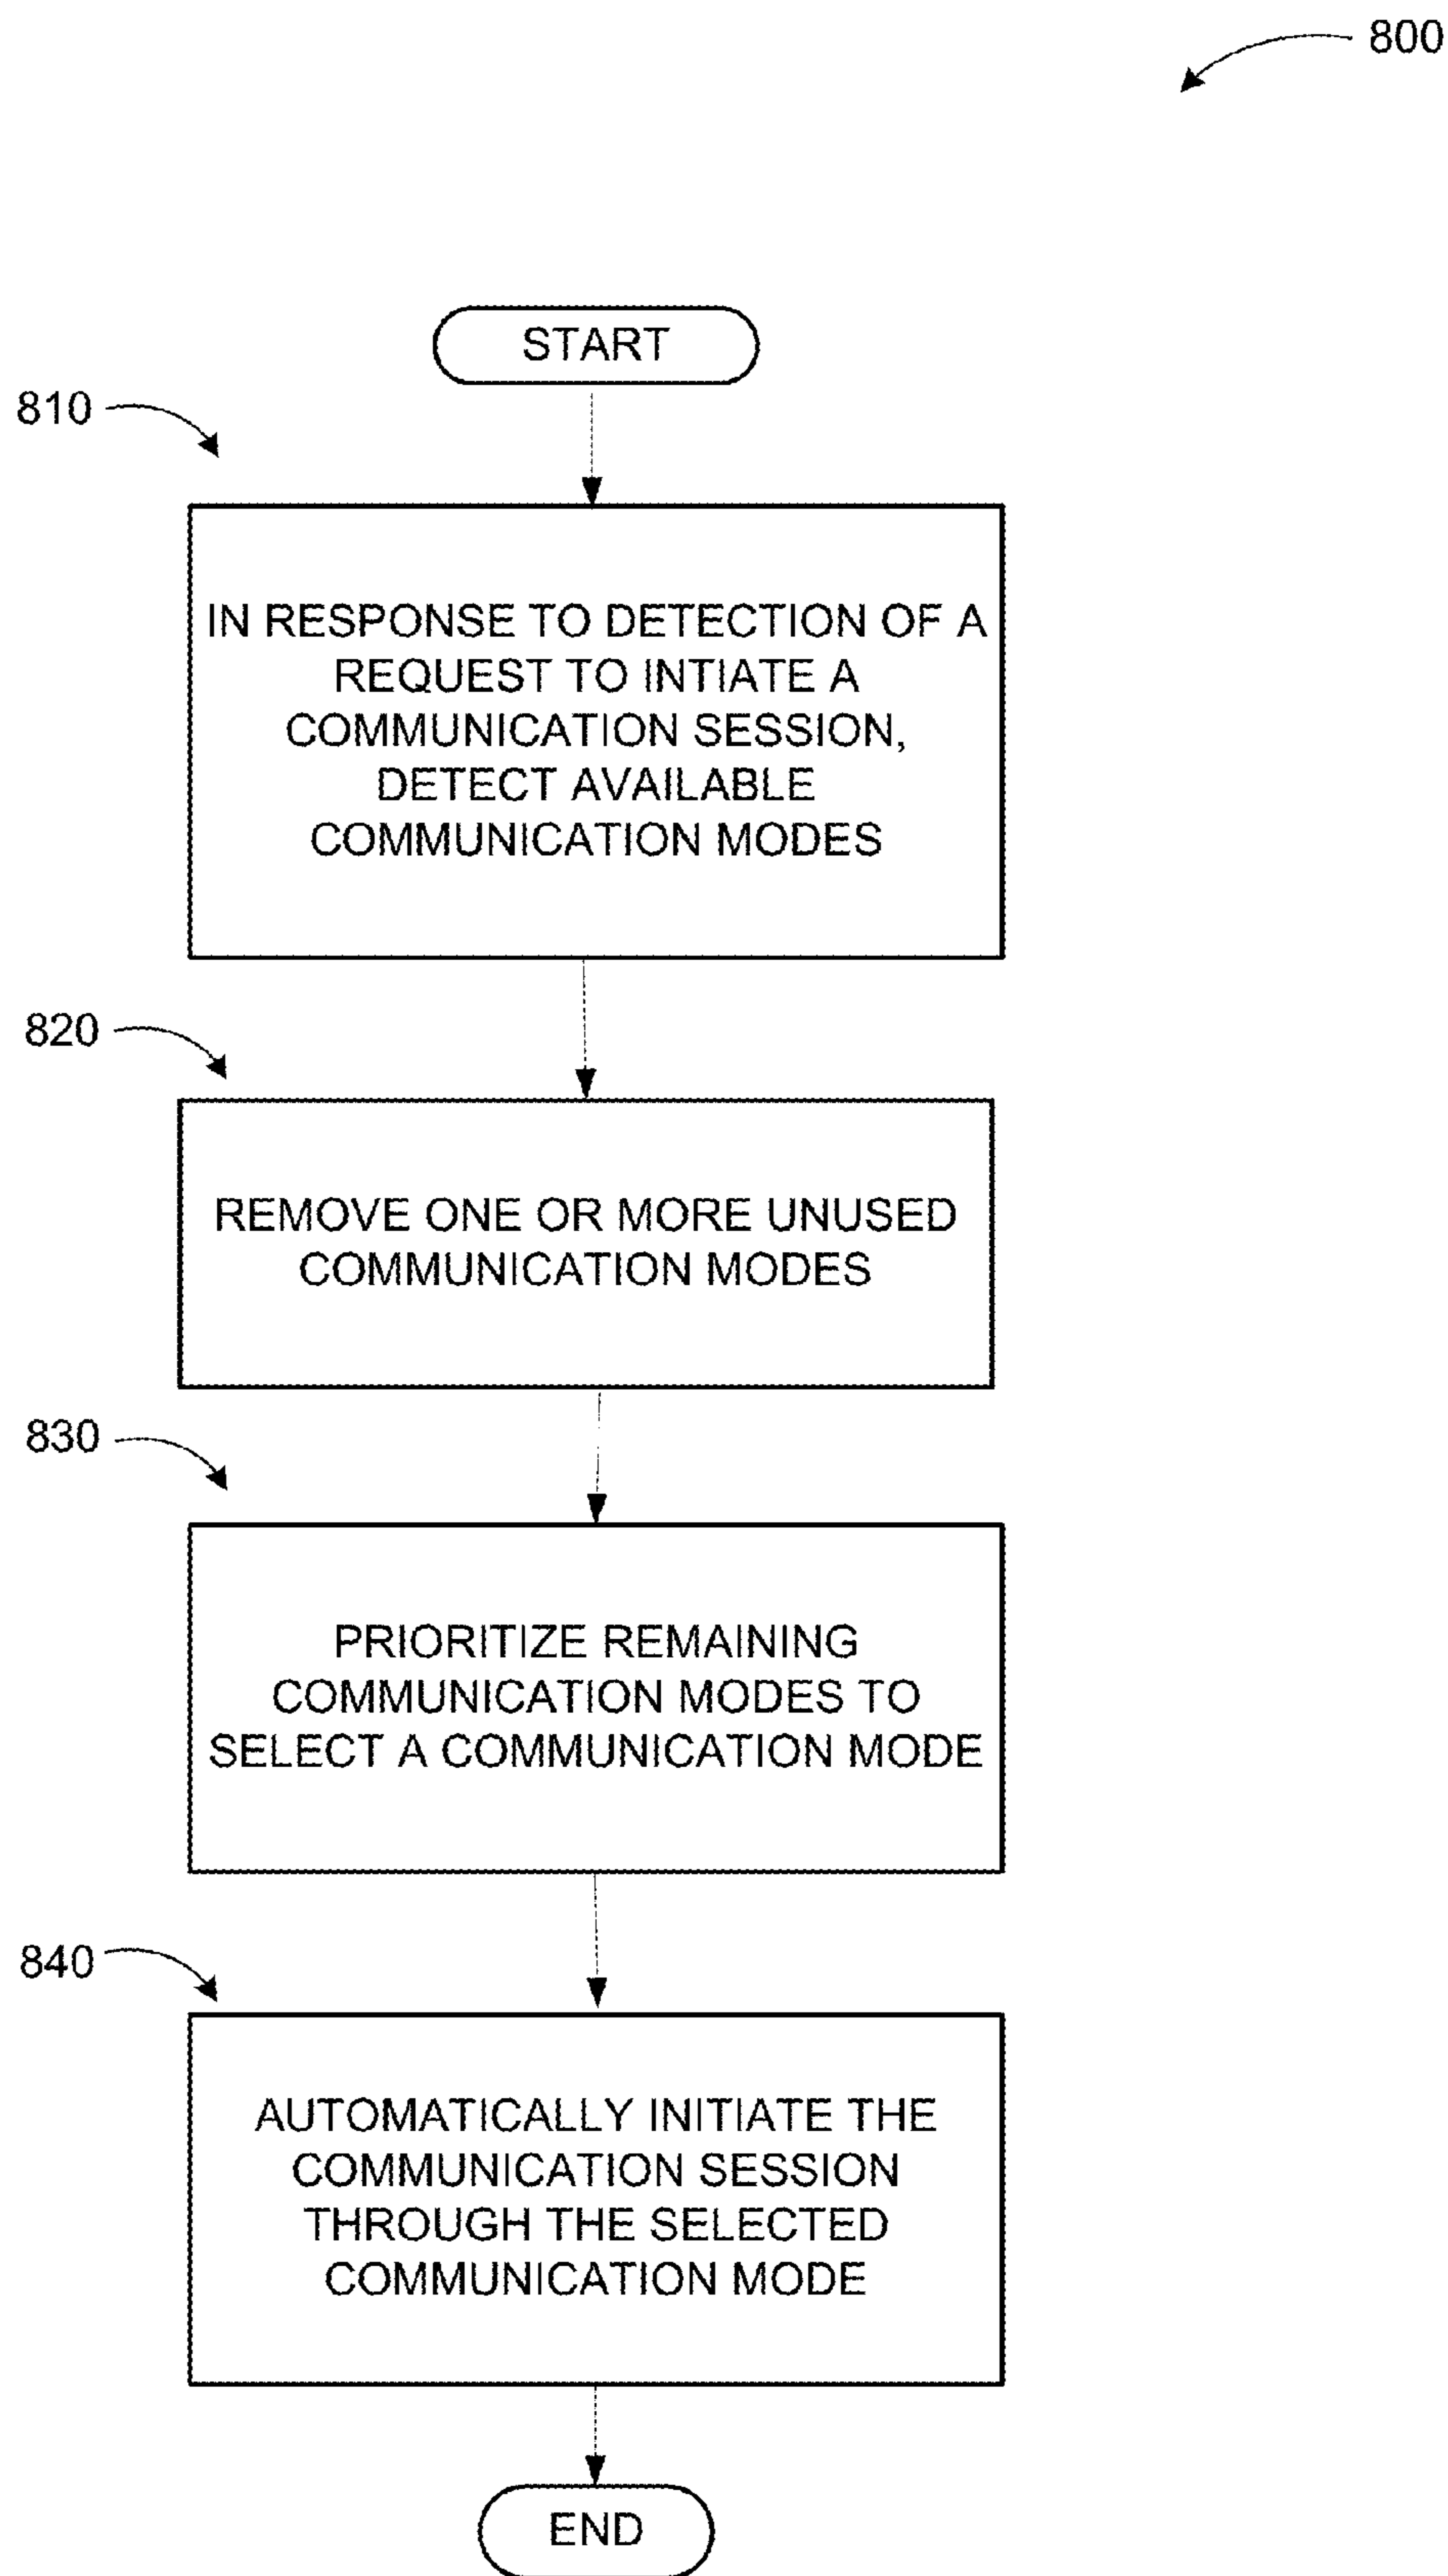 800
START
810
IN RESPONSE TO DETECTION OF A
REQUEST TO INTIATE A
COMMUNICATION SESSION,
DETECT AVAILABLE
COMMUNICATION MODES
820
REMOVE ONE OR MORE UNUSED
COMMUNICATION MODES
830
PRIORITIZE REMAINING
COMMUNICATION MODES TO
SELECT A COMMUNICATION MODE
840
AUTOMATICALLY INITIATE THE
COMMUNICATION SESSION
THROUGH THE SELECTED
COMMUNICATION MODE
END